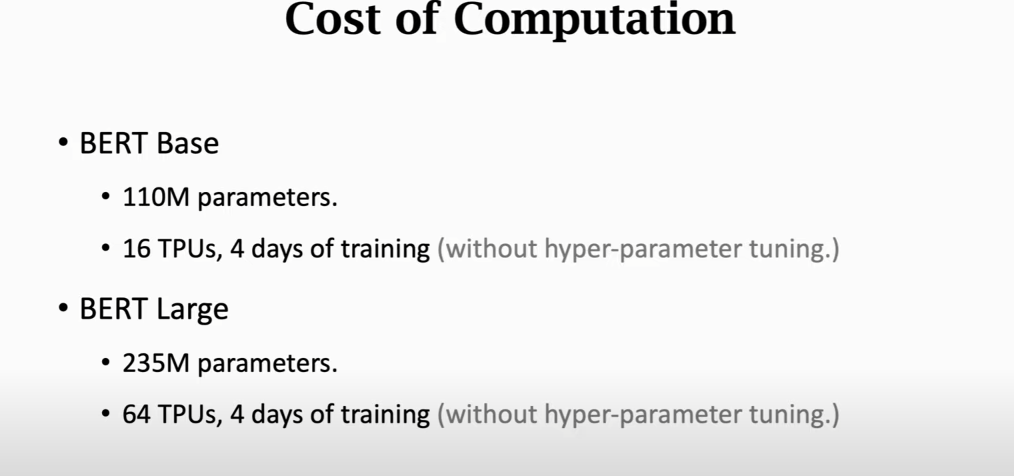 Cost of Computation
• BERT Base
• 110M parameters.
• 16 TPUs, 4 days of training (without hyper-parameter tuning.)
• BERT Large
• 235M parameters.
• 64 TPUs, 4 days of training (without hyper-parameter tuning.)